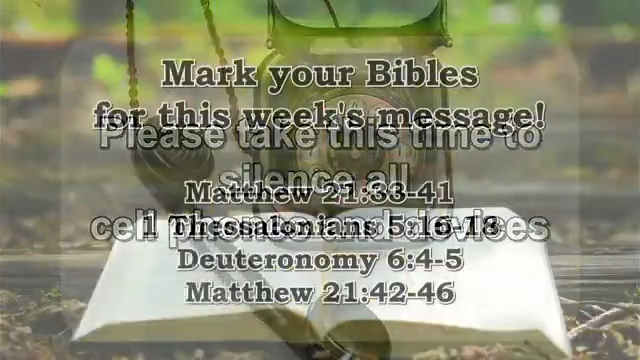 Mark your Bibles
for this week's message!
Please take this time to
silence all
Matthew 21:33-41
1 Thessalonians 5:16-18
cell phones and devices
Deuteronomy 6:4-5
Matthew 21:42-46